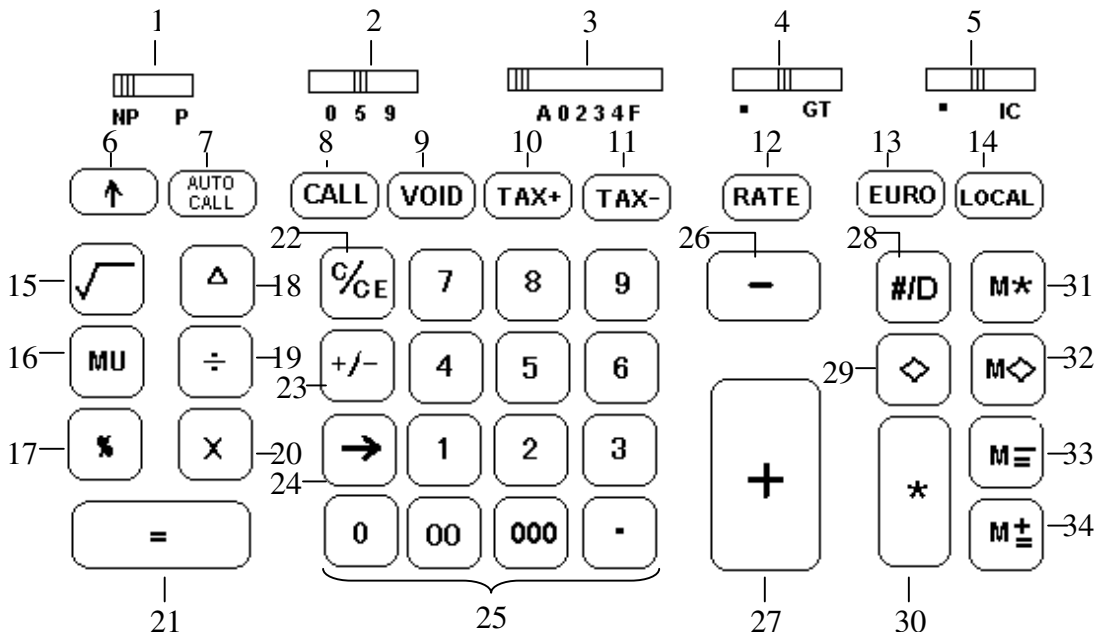 1 2 3 4 5
NP P 0 5 9 A 0 2 3 4 F ▪ GT ▪ IC
6 7 8 9 10 11 12 13 14
↑ AUTO CALL CALL VOID TAX+ TAX- RATE EURO LOCAL
22 26 28
15 √ △ 18 C/CE 7 8 9 − #/D M* 31
16 MU ÷ 19 +/− 4 5 6 ◇ M◇ 32
23 29
17 % X 20 → 1 2 3 + * M= 33
24
= 0 00 000 . M± 34
21 25 27 30